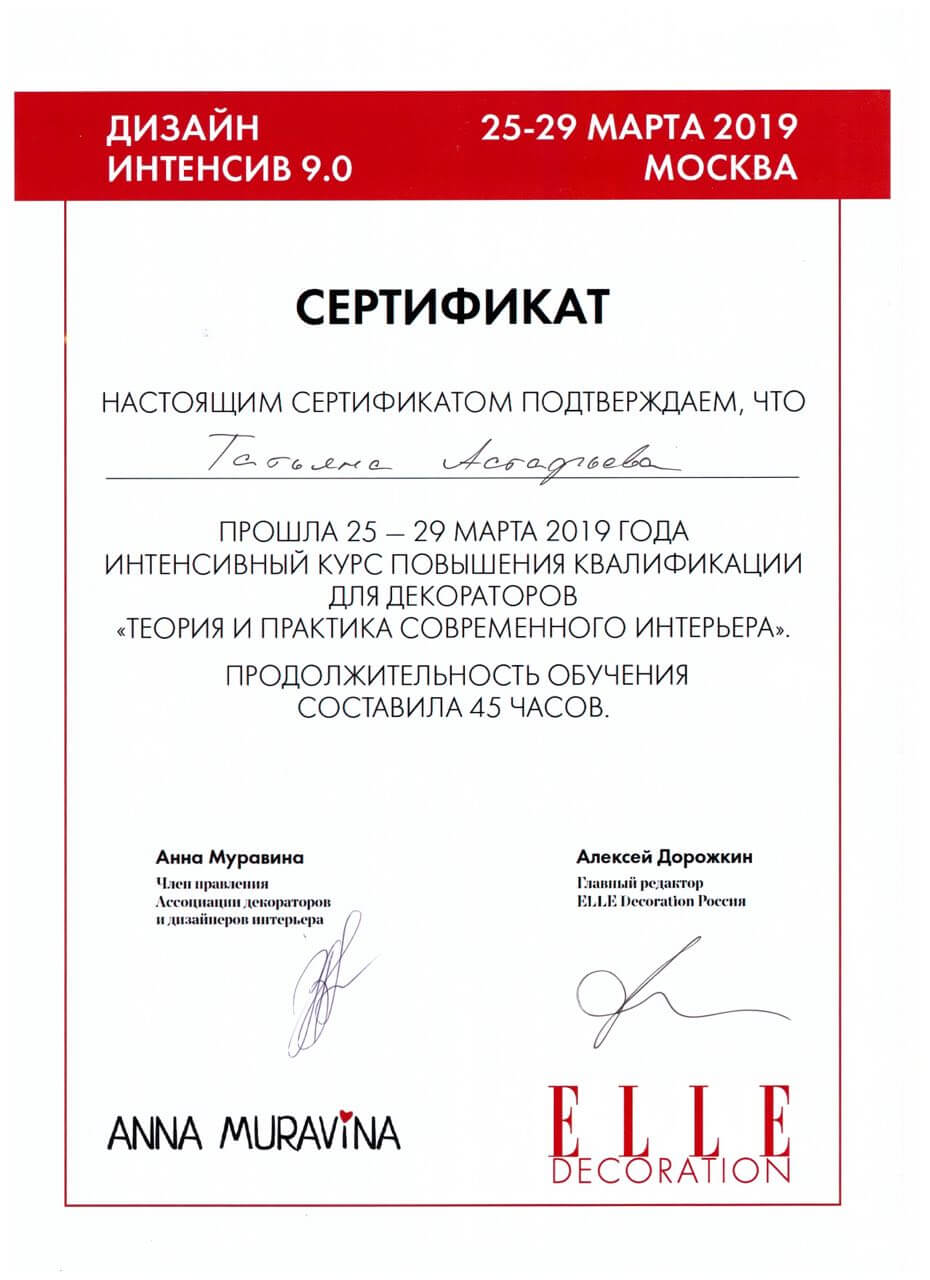 ДИЗАЙН
ИНТЕНСИВ 9.0
25-29 МАРТА 2019
МОСКВА
СЕРТИФИКАТ
НАСТОЯЩИМ СЕРТИФИКАТОМ ПОДТВЕРЖДАЕМ, ЧТО
Татьяна Астафьева
ПРОШЛА 25 — 29 МАРТА 2019 ГОДА
ИНТЕНСИВНЫЙ КУРС ПОВЫШЕНИЯ КВАЛИФИКАЦИИ
ДЛЯ ДЕКОРАТОРОВ
«ТЕОРИЯ И ПРАКТИКА СОВРЕМЕННОГО ИНТЕРЬЕРА».
ПРОДОЛЖИТЕЛЬНОСТЬ ОБУЧЕНИЯ
СОСТАВИЛА 45 ЧАСОВ.
Анна Муравина
Член правления
Ассоциации декораторов
и дизайнеров интерьера
Алексей Дорожкин
Главный редактор
ELLE Decoration Россия
ANNA MURAVINA
ELLE
DECORATION